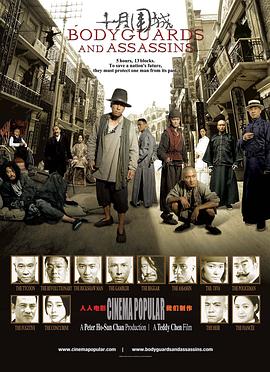 十月圍城
BODYGUARDS
AND ASSASSINS
5 hours, 13 blocks.
To save a nation's future,
they must protect one man from its past.
THE TYCOON
THE REVOLUTIONARY
THE RICKSHAW MAN
THE GAMBLER
THE BEGGAR
THE ASSASSIN
THE TOFU
THE POLICEMAN
THE FUGITIVE
THE CONCUBINE
人人电影
CINEMA POPULAR
我们制作
THE HEIR
THE FIANCÉE
A Peter Ho-Sun Chan Production | A Teddy Chen Film
www.cinemapopular.com | www.bodyguardsandassassins.com